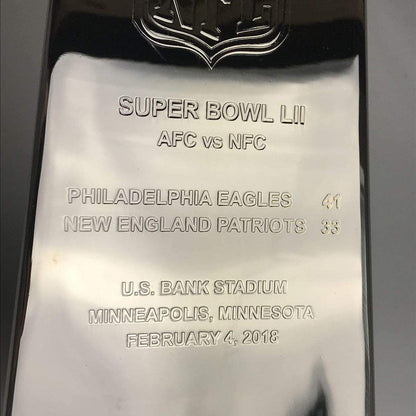 NFL
SUPER BOWL LII
AFC vs NFC
PHILADELPHIA EAGLES 41
NEW ENGLAND PATRIOTS 33
U.S. BANK STADIUM
MINNEAPOLIS, MINNESOTA
FEBRUARY 4, 2018